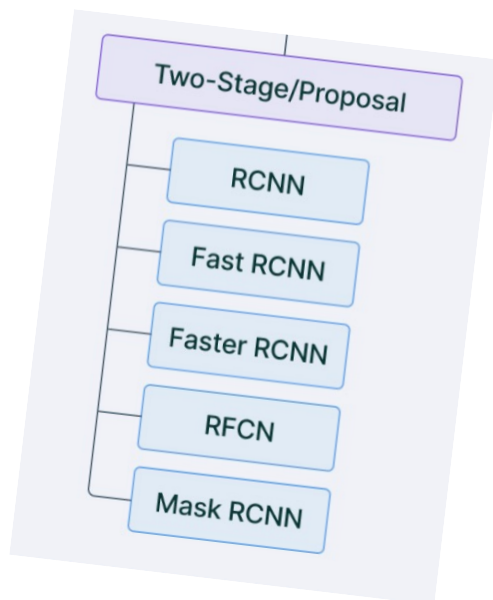 Two-Stage/Proposal
RCNN
Fast RCNN
Faster RCNN
RFCN
Mask RCNN